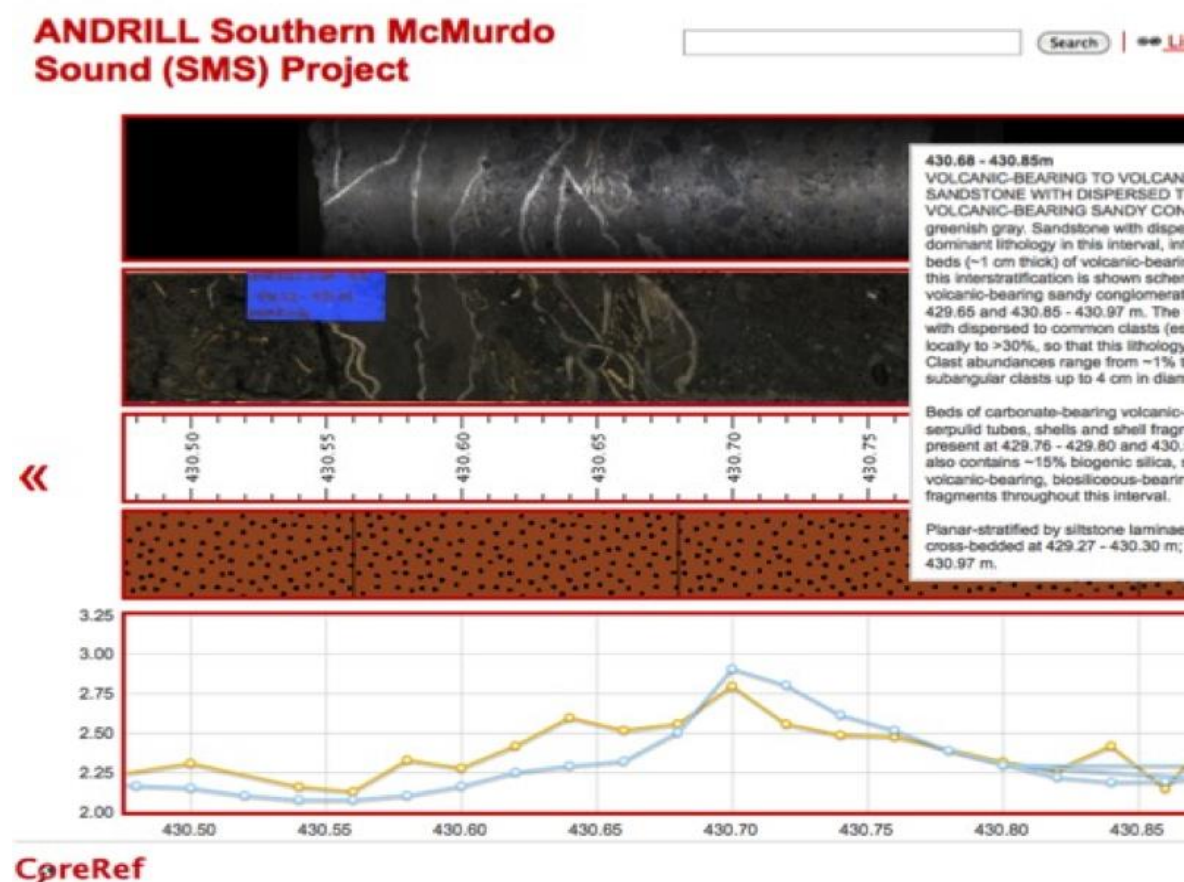 ANDRILL Southern McMurdo
Sound (SMS) Project
Search
Li
430.68 - 430.85m
VOLCANIC-BEARING TO VOLCAN
SANDSTONE WITH DISPERSED T
VOLCANIC-BEARING SANDY CON
greenish gray. Sandstone with dispe
dominant lithology in this interval, int
beds (~1 cm thick) of volcanic-bearin
this interstratification is shown scher
volcanic-bearing sandy conglomerat
429.65 and 430.85 - 430.97 m. The
with dispersed to common clasts (es
locally to >30%, so that this lithology
Clast abundances range from ~1% t
subangular clasts up to 4 cm in diam
Beds of carbonate-bearing volcanic-
serpulid tubes, shells and shell fragr
present at 429.76 - 429.80 and 430.
also contains ~15% biogenic silica, s
volcanic-bearing, biosiliceous-bearin
fragments throughout this interval.
Planar-stratified by siltstone laminae
cross-bedded at 429.27 - 430.30 m;
430.97 m.
«
430.50 430.55 430.60 430.65 430.70 430.75
3.25
3.00
2.75
2.50
2.25
2.00
430.50 430.55 430.60 430.65 430.70 430.75 430.80 430.85
CoreRef